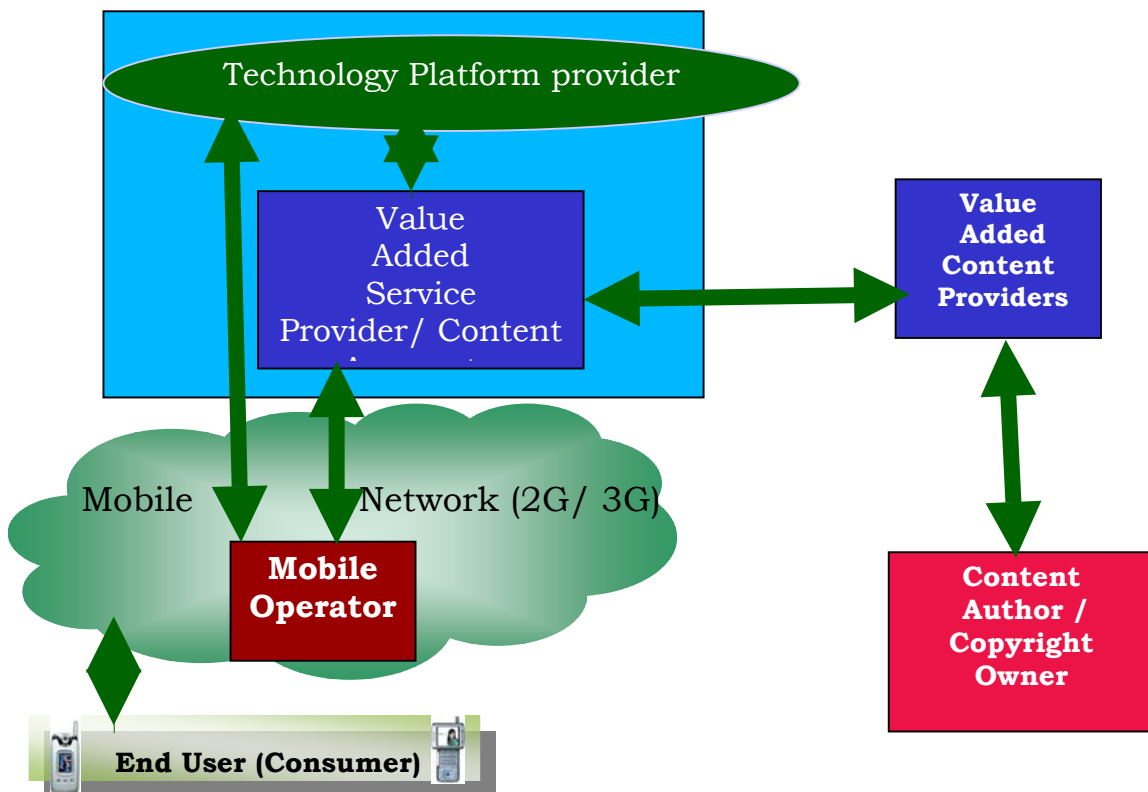 Technology Platform provider
Value
Added
Service
Provider/ Content
Value
Added
Content
Providers
Mobile Network (2G/ 3G)
Mobile
Operator
Content
Author /
Copyright
Owner
End User (Consumer)